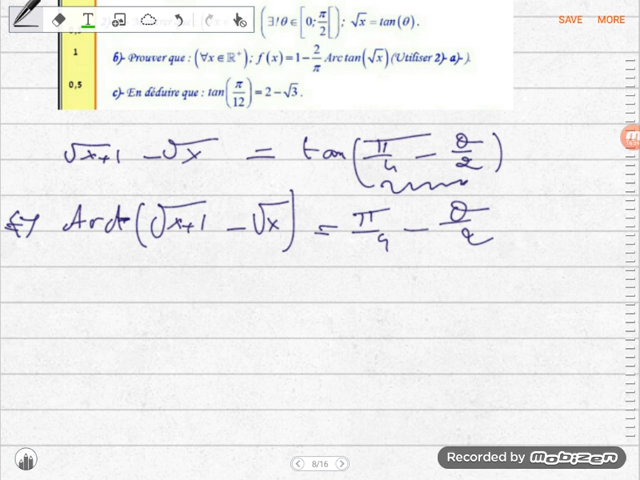 SAVE MORE
(∃!θ∈[0;π/2[); √x = tan(θ).
1 б)- Prouver que : (∀x∈ℝ⁺); f(x)=1−2/π Arctan(√x) (Utiliser 2)- a)- ).
0,5 c)- En déduire que : tan(π/12) = 2−√3.
√x+1 − √x = tan(π/4 − θ/2)
Arct(√x+1 − √x) = π/4 − θ/2
8/16
Recorded by Mobizen